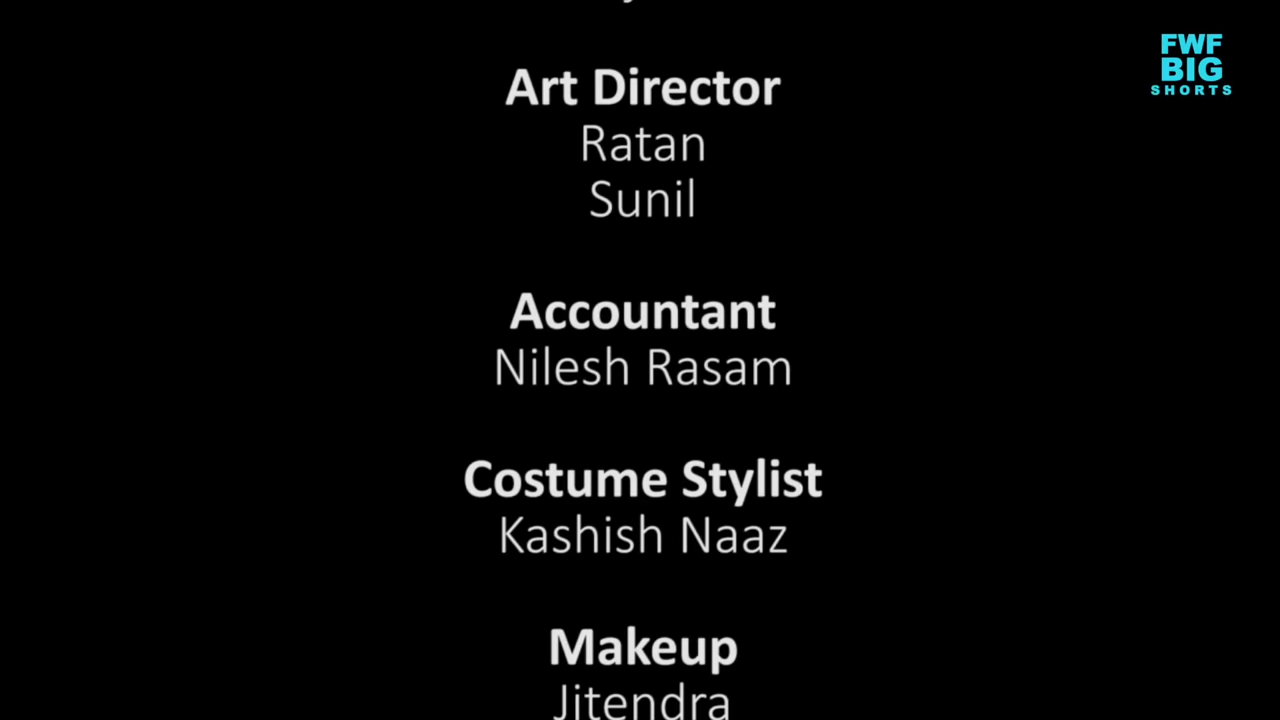 Art Director
Ratan
Sunil
Accountant
Nilesh Rasam
Costume Stylist
Kashish Naaz
Makeup
Jitendra
FWF
BIG
SHORTS